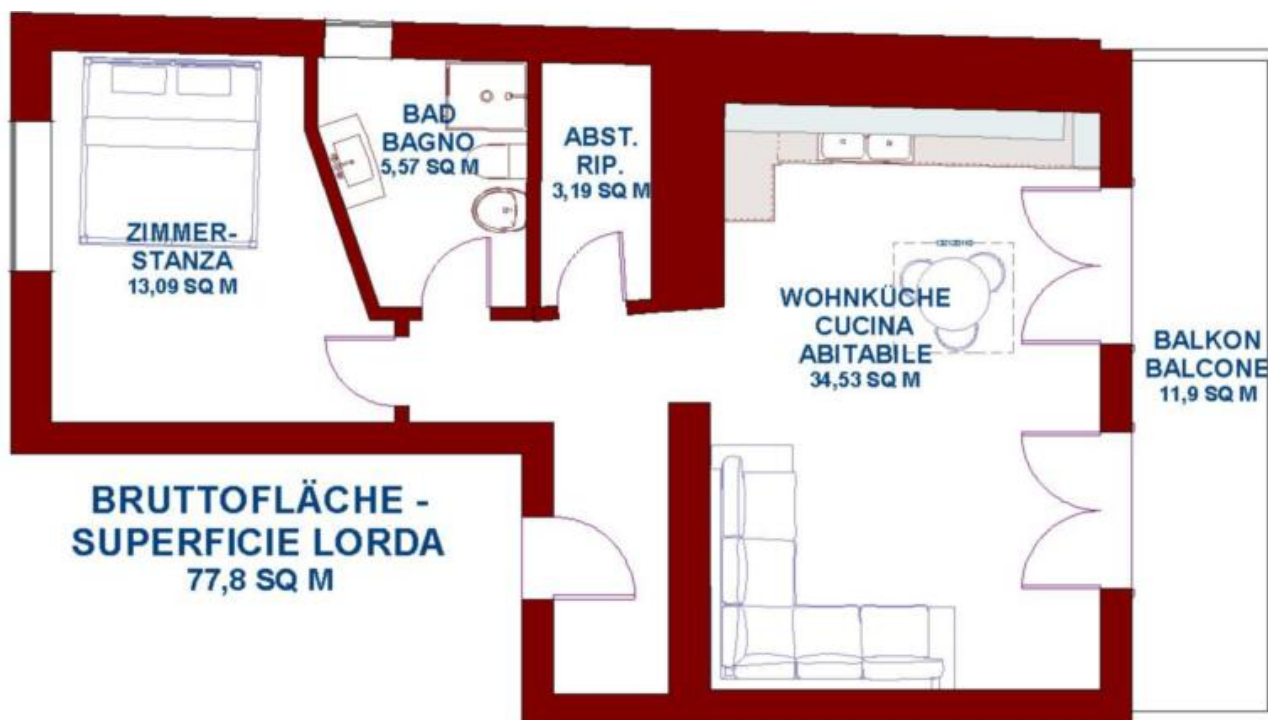 ZIMMER-
STANZA
13,09 SQ M
BAD
BAGNO
5,57 SQ M
ABST.
RIP.
3,19 SQ M
WOHNKÜCHE
CUCINA
ABITABILE
34,53 SQ M
BALKON
BALCONE
11,9 SQ M
BRUTTOFLÄCHE -
SUPERFICIE LORDA
77,8 SQ M